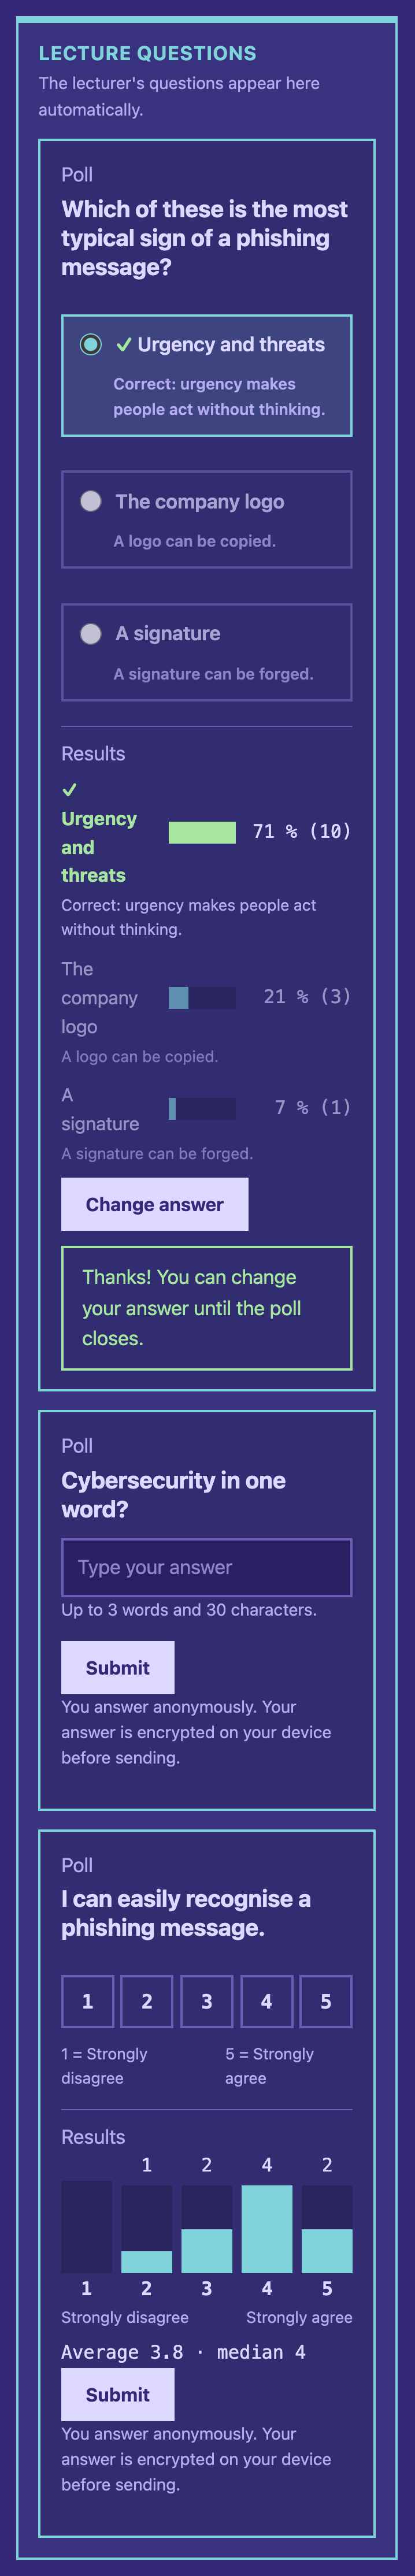 LECTURE QUESTIONS
The lecturer's questions appear here
automatically.
Poll
Which of these is the most
typical sign of a phishing
message?
✓ Urgency and threats
Correct: urgency makes
people act without thinking.
The company logo
A logo can be copied.
A signature
A signature can be forged.
Results
✓
Urgency
and
threats
71 % (10)
Correct: urgency makes people act
without thinking.
The
company
logo
21 % (3)
A logo can be copied.
A
signature
7 % (1)
A signature can be forged.
Change answer
Thanks! You can change
your answer until the poll
closes.
Poll
Cybersecurity in one
word?
Type your answer
Up to 3 words and 30 characters.
Submit
You answer anonymously. Your
answer is encrypted on your device
before sending.
Poll
I can easily recognise a
phishing message.
1 2 3 4 5
1 = Strongly
disagree
5 = Strongly
agree
Results
1 2 4 2
1 2 3 4 5
Strongly disagree Strongly agree
Average 3.8 · median 4
Submit
You answer anonymously. Your
answer is encrypted on your device
before sending.